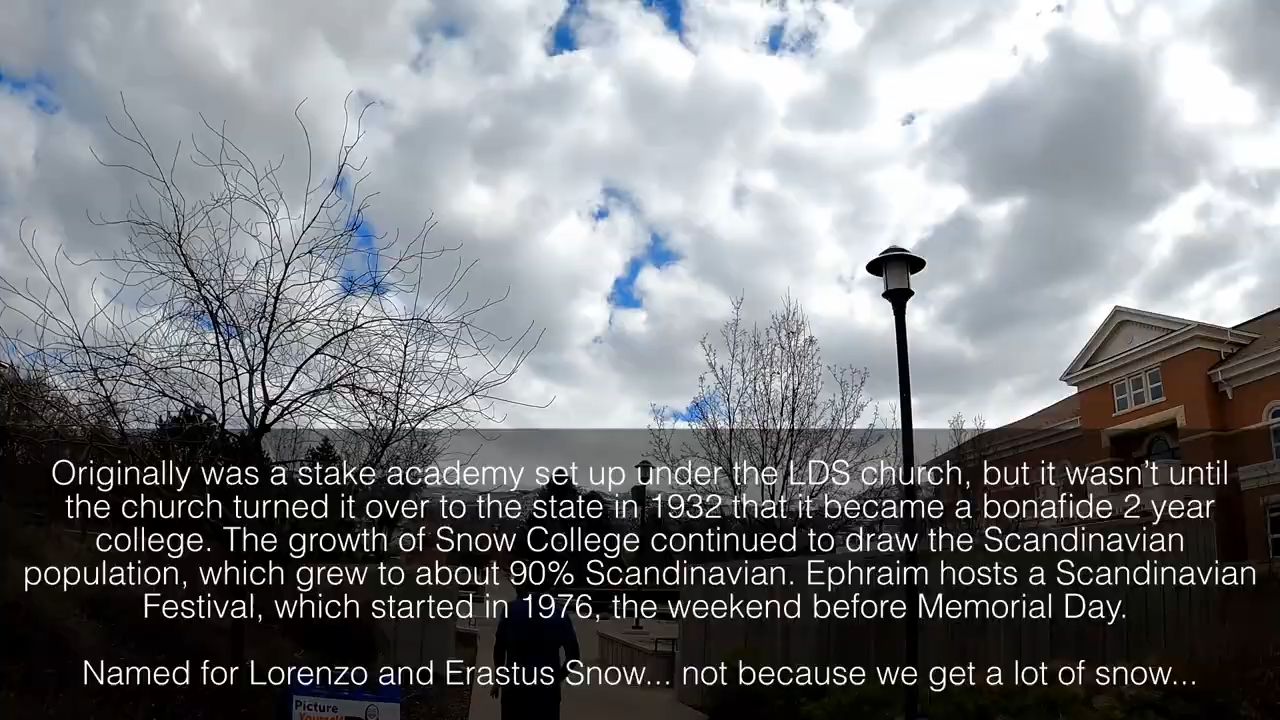 Originally was a stake academy set up under the LDS church, but it wasn't until
the church turned it over to the state in 1932 that it became a bonafide 2 year
college. The growth of Snow College continued to draw the Scandinavian
population, which grew to about 90% Scandinavian. Ephraim hosts a Scandinavian
Festival, which started in 1976, the weekend before Memorial Day.
Named for Lorenzo and Erastus Snow... not because we get a lot of snow...
Picture
Yourself